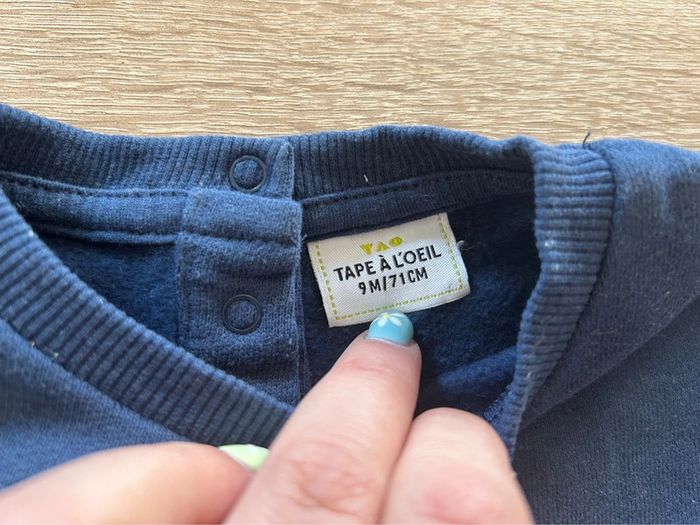 TAO
TAPE À L'OEIL
9M/71CM